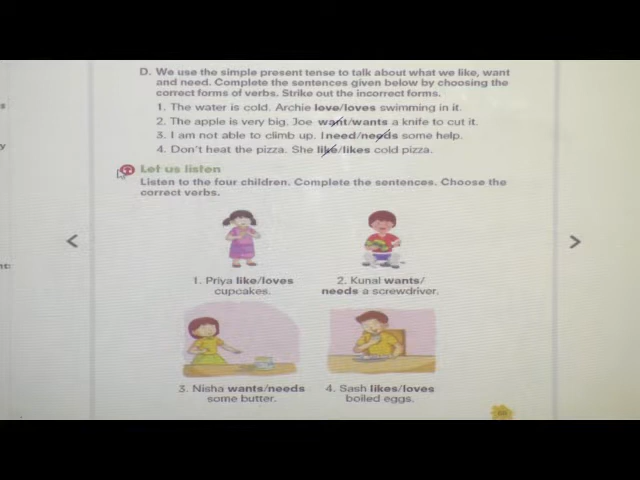 D. We use the simple present tense to talk about what we like, want
and need. Complete the sentences given below by choosing the
correct forms of verbs. Strike out the incorrect forms.
1. The water is cold. Archie love/loves swimming in it.
2. The apple is very big. Joe want/wants a knife to cut it.
3. I am not able to climb up. I need/needs some help.
4. Don't heat the pizza. She like/likes cold pizza.
Let us listen
Listen to the four children. Complete the sentences. Choose the
correct verbs.
1. Priya like/loves
cupcakes.
2. Kunal wants/
needs a screwdriver.
3. Nisha wants/needs
some butter.
4. Sash likes/loves
boiled eggs.